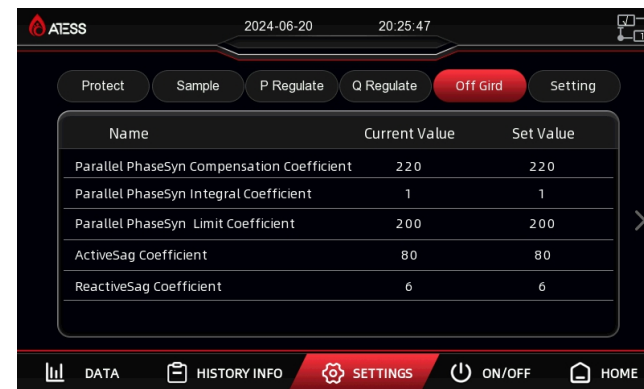 ATESS 2024-06-20 20:25:47
Protect Sample P Regulate Q Regulate Off Gird Setting
Name Current Value Set Value
Parallel PhaseSyn Compensation Coefficient 220 220
Parallel PhaseSyn Integral Coefficient 1 1
Parallel PhaseSyn Limit Coefficient 200 200
ActiveSag Coefficient 80 80
ReactiveSag Coefficient 6 6
DATA HISTORY INFO SETTINGS ON/OFF HOME